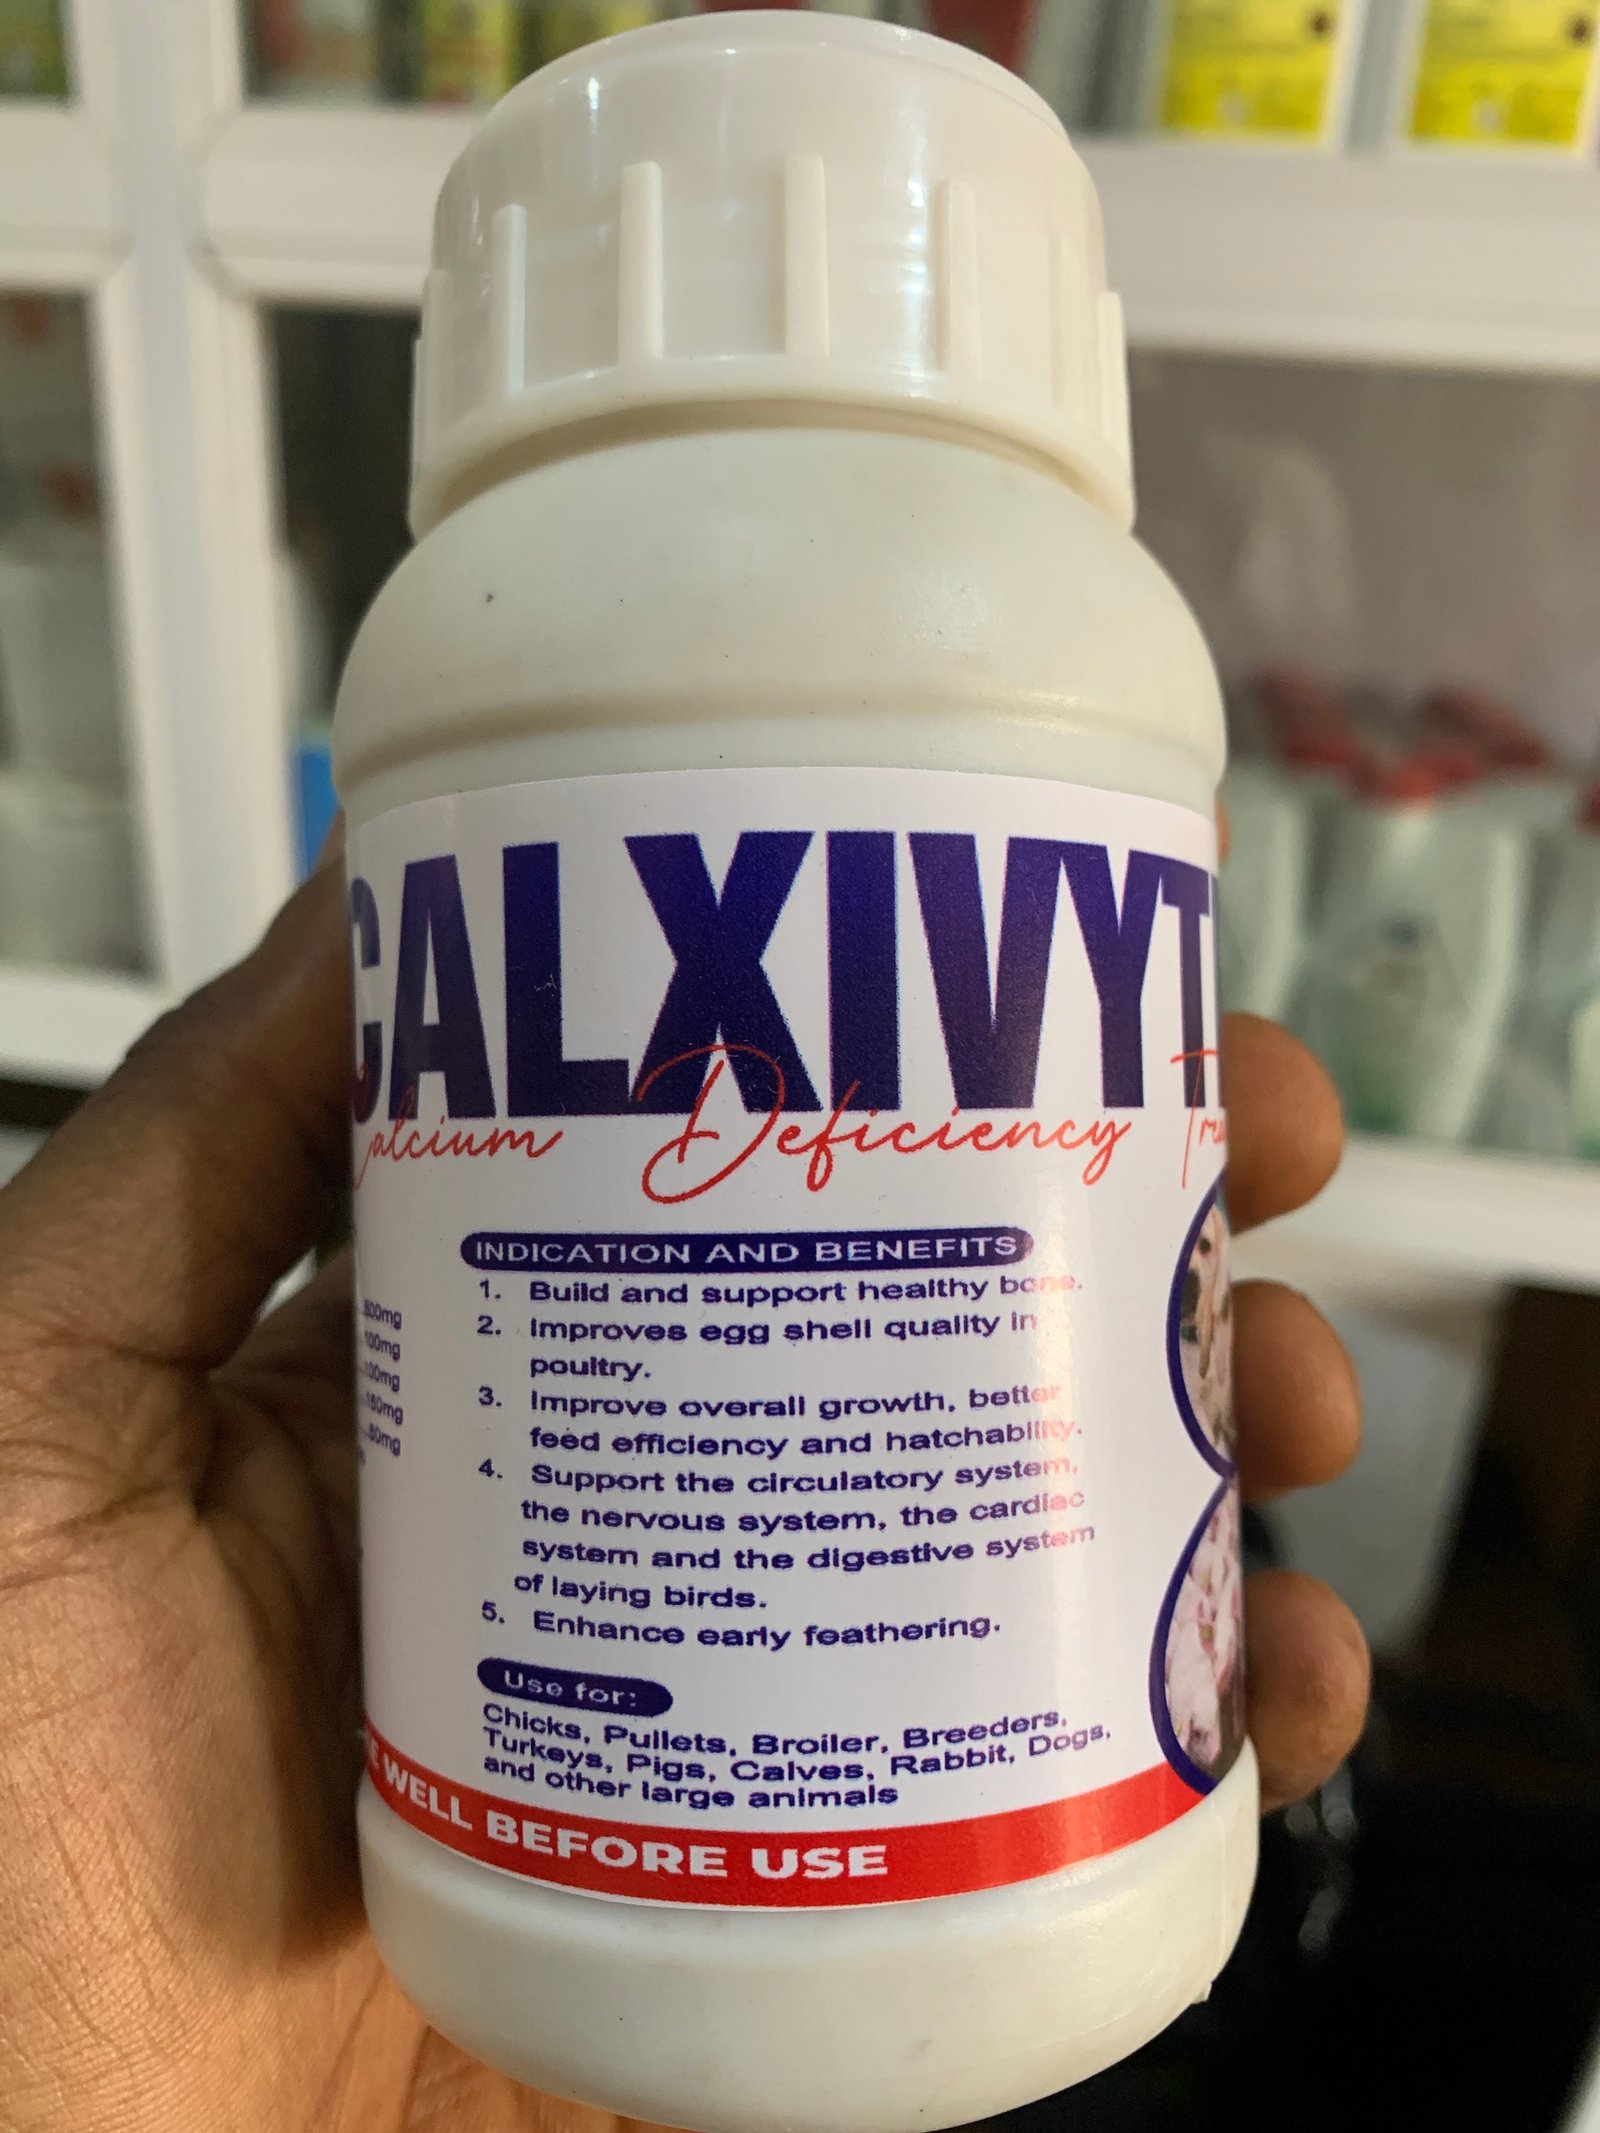 CALXIVYT
Calcium Deficiency
INDICATION AND BENEFITS
1. Build and support healthy bone.
2. Improves egg shell quality in
poultry.
3. Improve overall growth, better
feed efficiency and hatchability.
4. Support the circulatory system,
the nervous system, the cardiac
system and the digestive system
of laying birds.
5. Enhance early feathering.
Use for:
Chicks, Pullets, Broiler, Breeders,
Turkeys, Pigs, Calves, Rabbit, Dogs,
and other large animals
WELL BEFORE USE
100mg
150mg